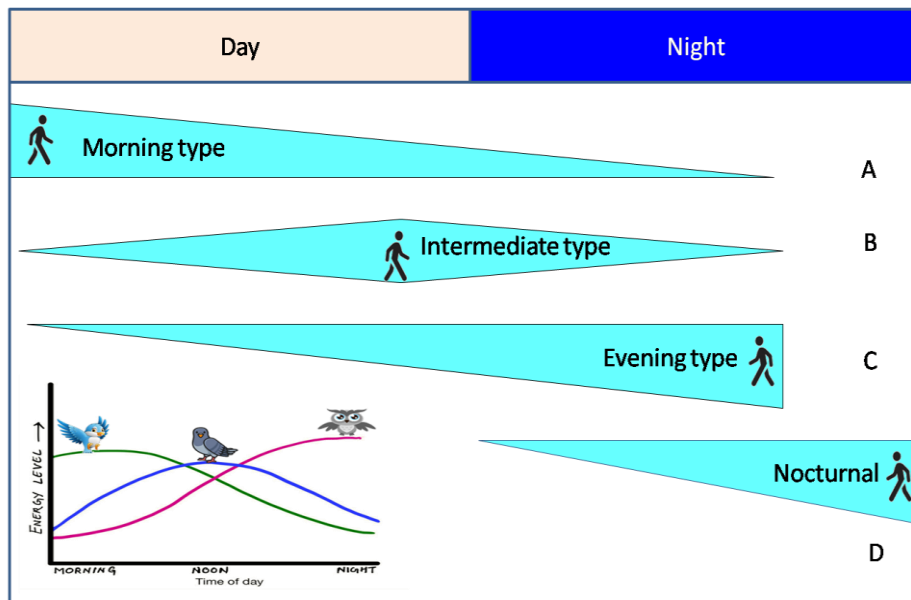 Day
Night
Morning type
A
Intermediate type
B
Evening type
C
Nocturnal
D
ENERGY LEVEL →
MORNING
NOON
NIGHT
Time of day